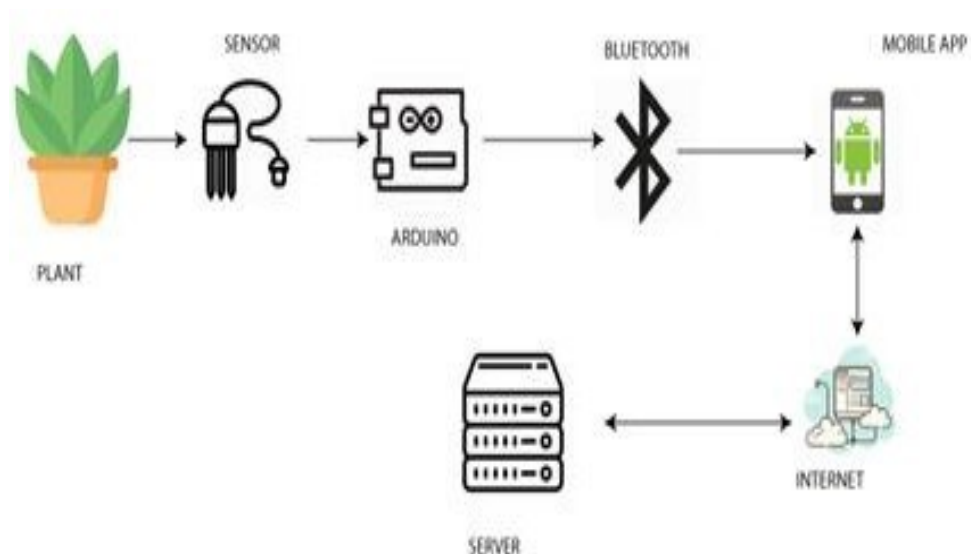 SENSOR
BLUETOOTH
MOBILE APP
ARDUINO
PLANT
INTERNET
SERVER